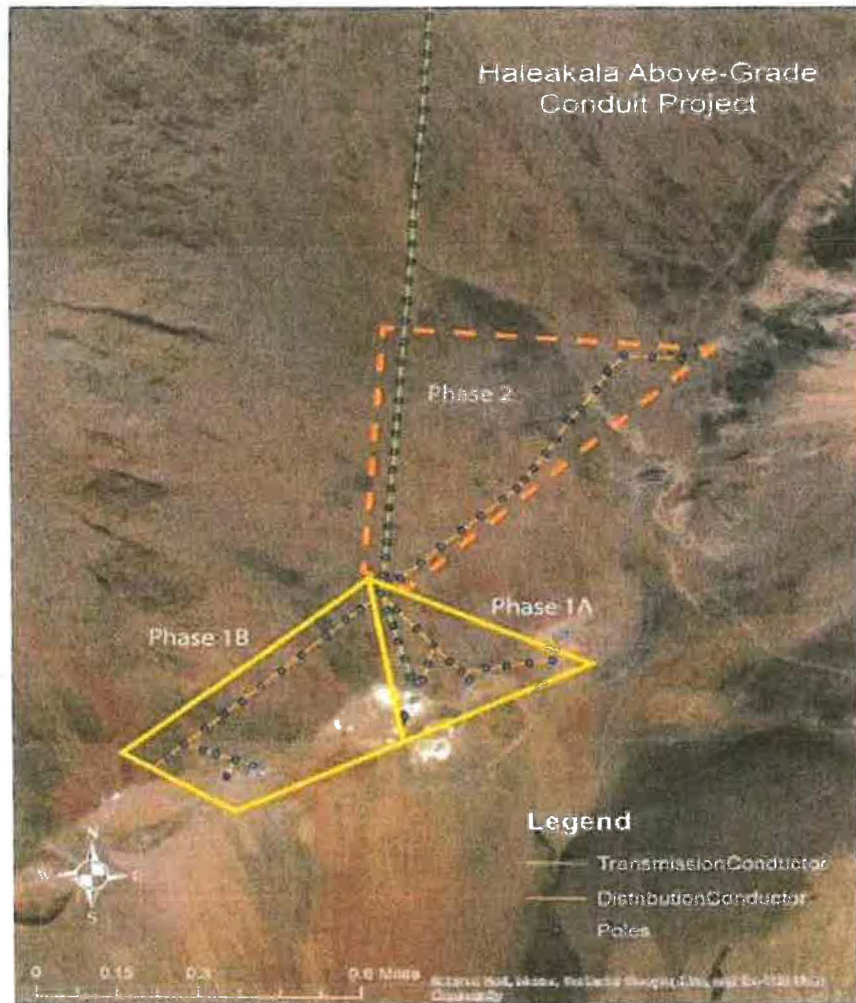 Haleakala Above-Grade
Conduit Project
Phase 2
Phase 1A
Phase 1B
Legend
TransmissionConductor
DistributionConductor
Poles
N
W
E
S
0 0.15 0.3 0.6 Miles
Community